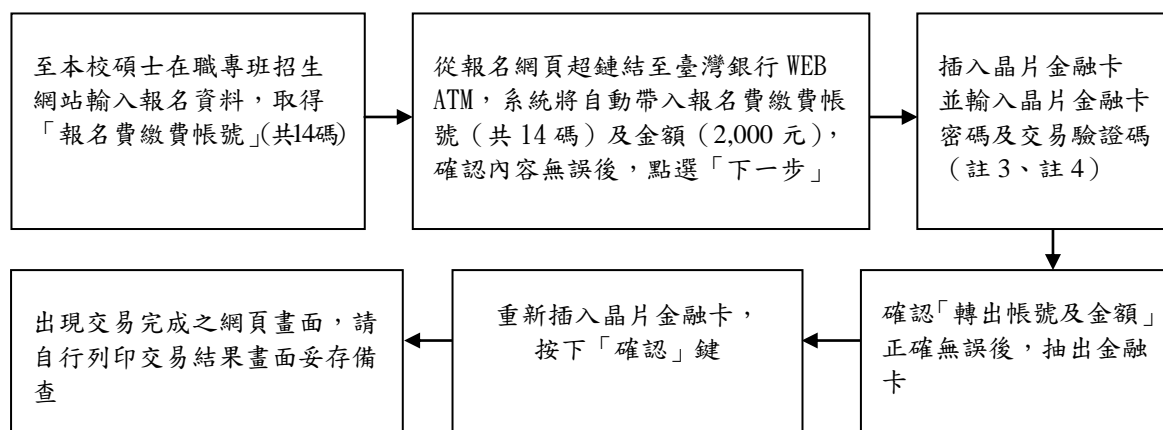 至本校碩士在職專班招生
網站輸入報名資料，取得
「報名費繳費帳號」(共14碼)
從報名網頁超鏈結至臺灣銀行 WEB
ATM，系統將自動帶入報名費繳費帳
號（共 14 碼）及金額（2,000 元），
確認內容無誤後，點選「下一步」
插入晶片金融卡
並輸入晶片金融卡
密碼及交易驗證碼
（註 3、註 4）
確認「轉出帳號及金額」
正確無誤後，抽出金融
卡
重新插入晶片金融卡，
按下「確認」鍵
出現交易完成之網頁畫面，請
自行列印交易結果畫面妥存備
查